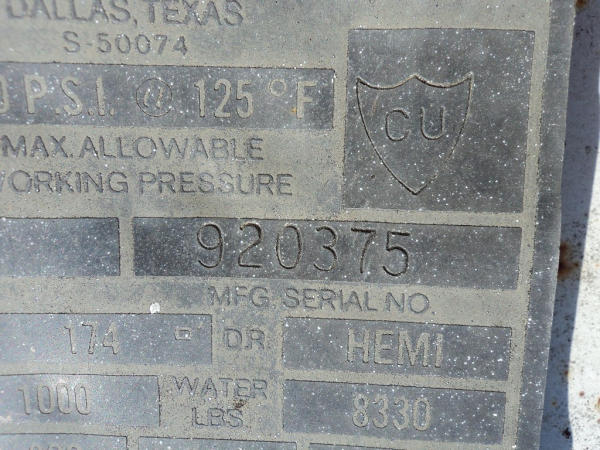 DALLAS, TEXAS
S-50074
P.S.I. @ 125 °F
CU
MAX. ALLOWABLE
WORKING PRESSURE
920375
MFG. SERIAL NO.
174 " D.R. HEMI
1000 WATER LBS. 8330